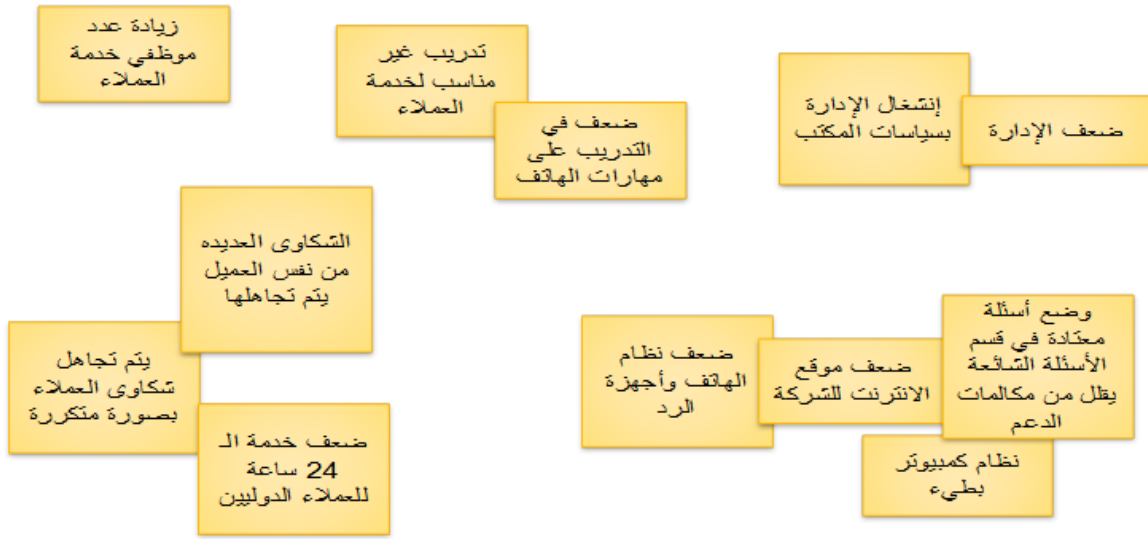 زيادة عدد
موظفي خدمة
العملاء
تدريب غير
مناسب لخدمة
العملاء
ضعف في
التدريب على
مهارات الهاتف
إنشغال الإدارة
بسياسات المكتب
ضعف الإدارة
الشكاوى العديده
من نفس العميل
يتم تجاهلها
يتم تجاهل
شكاوى العملاء
بصورة متكررة
ضعف خدمة الـ
24 ساعة
للعملاء الدوليين
وضع أسئلة
معتادة في قسم
الأسئلة الشائعة
يقلل من مكالمات
الدعم
ضعف موقع
الانترنت للشركة
ضعف نظام
الهاتف وأجهزة
الرد
نظام كمبيوتر
بطيء